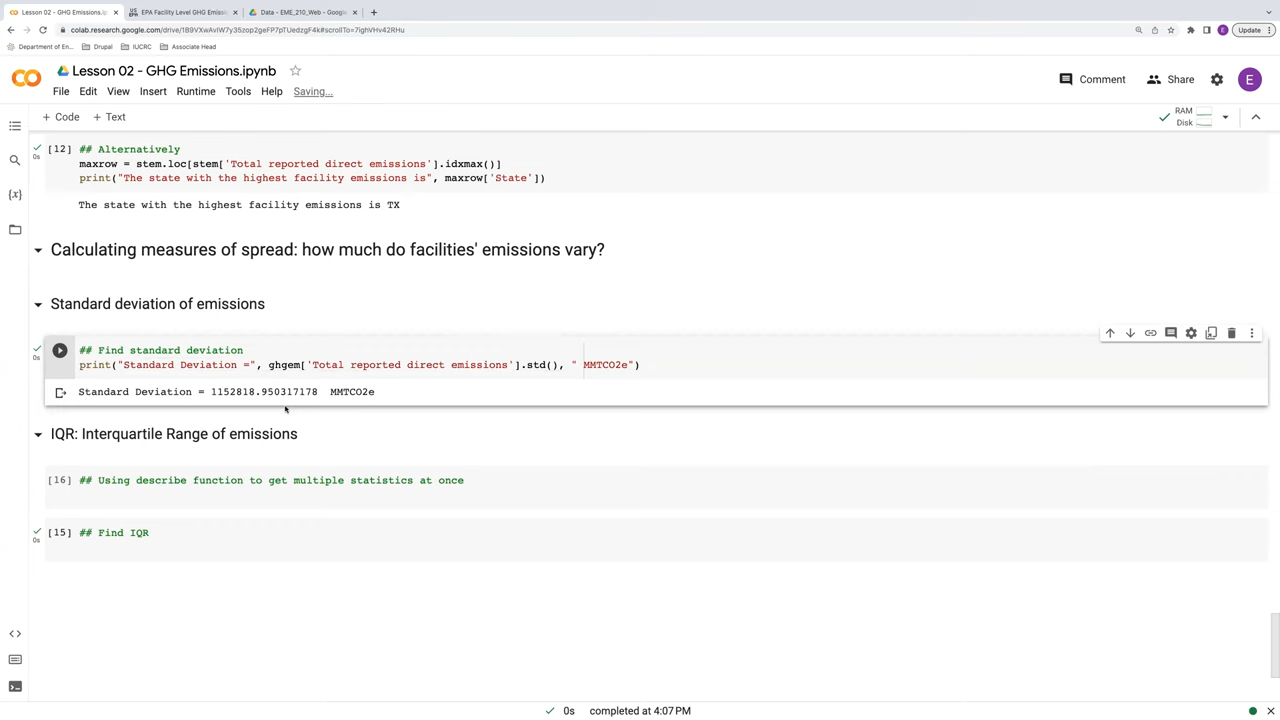 Lesson 02 - GHG Emissions.ip
EPA Facility Level GHG Emiss
Data - EME_210_Web - Google
colab.research.google.com/drive/1B9VXwAvIW7y35zop2geFP7pTUedzgF4k#scrollTo=7ighVHv42RHu
E
Update
Department of En...
Drupal
IUCRC
Associate Head
CO
Lesson 02 - GHG Emissions.ipynb
Comment
Share
E
File Edit View Insert Runtime Tools Help Saving...
+ Code + Text
RAM
Disk
[12] ## Alternatively
0s
maxrow = stem.loc[stem['Total reported direct emissions'].idxmax()]
print("The state with the highest facility emissions is", maxrow['State'])
The state with the highest facility emissions is TX
{x}
Calculating measures of spread: how much do facilities' emissions vary?
Standard deviation of emissions
## Find standard deviation
0s
print("Standard Deviation =", ghgem['Total reported direct emissions'].std(), " MMTCO2e")
Standard Deviation = 1152818.950317178  MMTCO2e
IQR: Interquartile Range of emissions
[16] ## Using describe function to get multiple statistics at once
[15] ## Find IQR
0s
0s completed at 4:07 PM